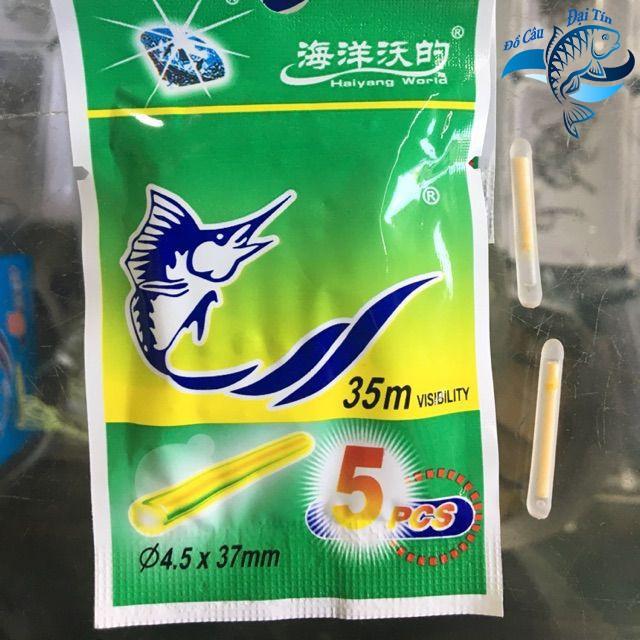 海洋沃的®
Haiyang World
Đồ Câu Đại Tín
®
35m VISIBILITY
5 PCS
Ø4.5 x 37mm